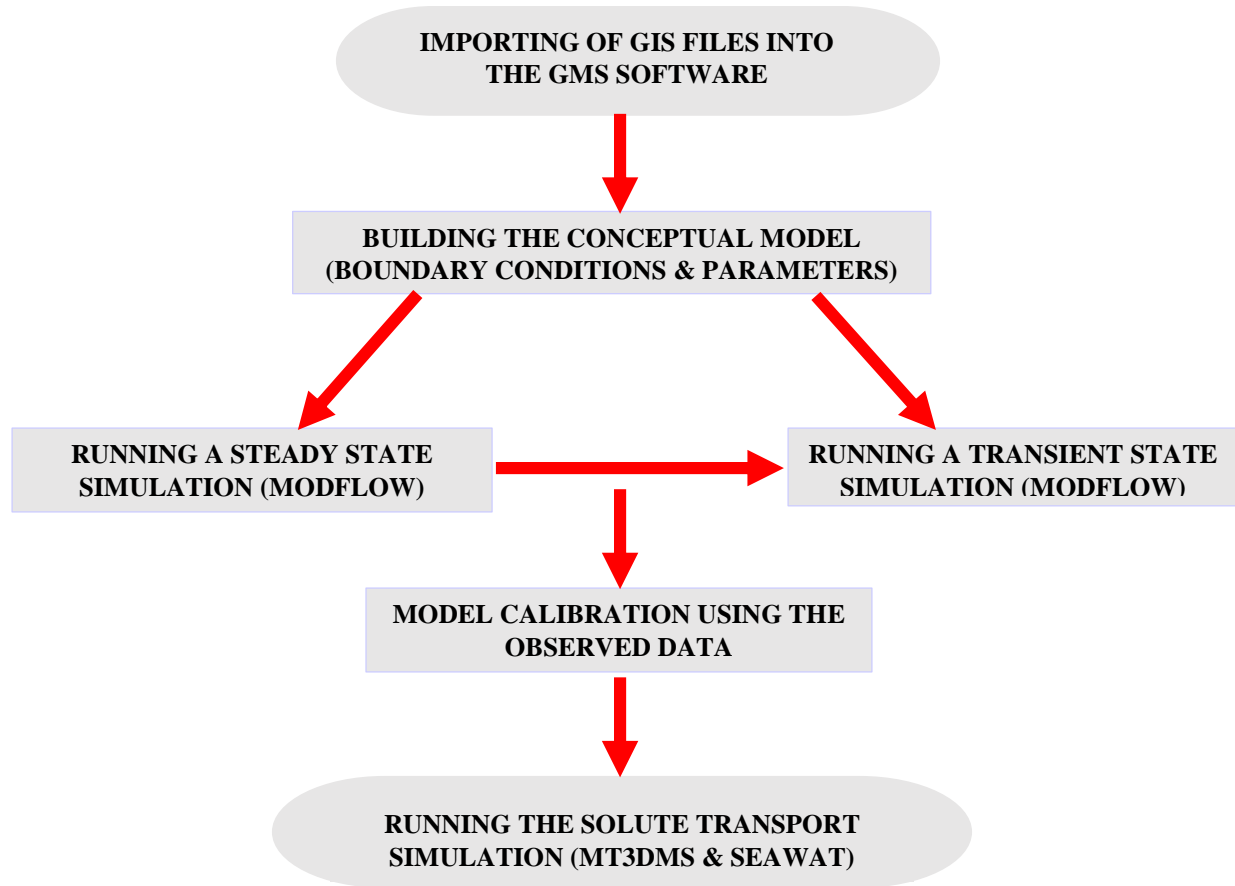 IMPORTING OF GIS FILES INTO
THE GMS SOFTWARE
BUILDING THE CONCEPTUAL MODEL
(BOUNDARY CONDITIONS & PARAMETERS)
RUNNING A STEADY STATE
SIMULATION (MODFLOW)
RUNNING A TRANSIENT STATE
SIMULATION (MODFLOW)
MODEL CALIBRATION USING THE
OBSERVED DATA
RUNNING THE SOLUTE TRANSPORT
SIMULATION (MT3DMS & SEAWAT)